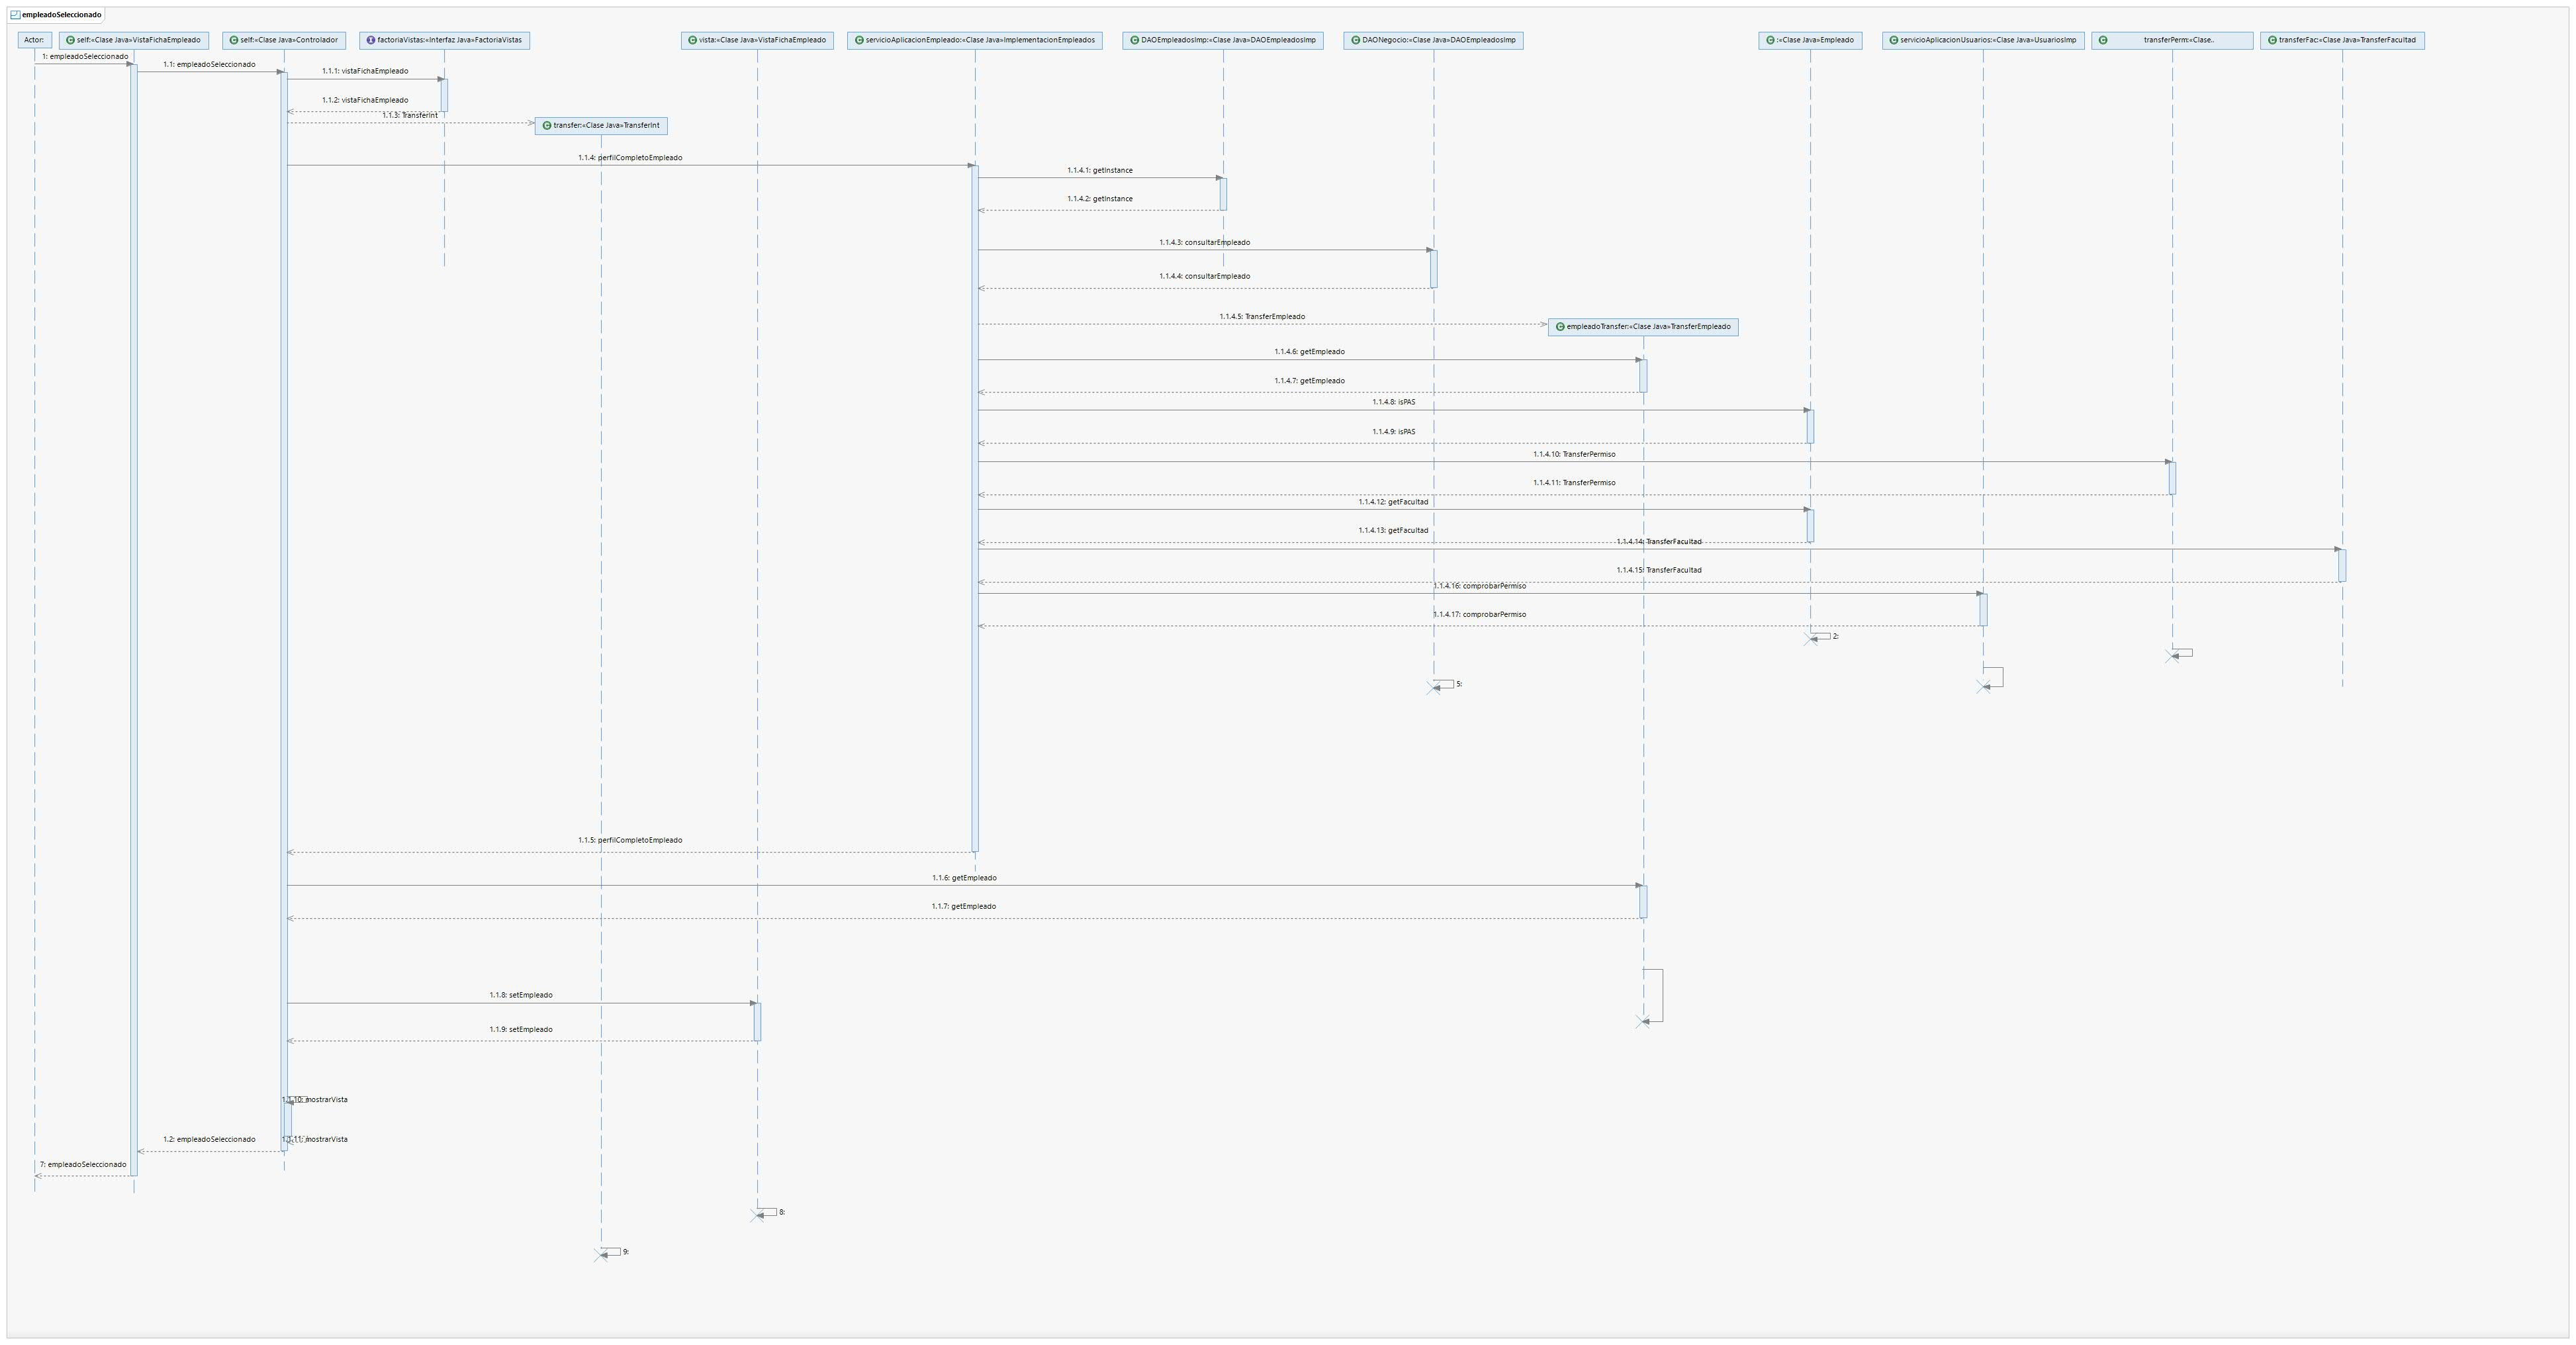 empleadoSeleccionado
Actor:
self:«Clase Java»VistaFichaEmpleado
self:«Clase Java»Controlador
factoriaVistas:«Interfaz Java»FactoriaVistas
vista:«Clase Java»VistaFichaEmpleado
servicioAplicacionEmpleado:«Clase Java»ImplementacionEmpleados
DAOEmpleadosImp:«Clase Java»DAOEmpleadosImp
DAONegocio:«Clase Java»DAOEmpleadosImp
:«Clase Java»Empleado
servicioAplicacionUsuarios:«Clase Java»UsuariosImp
transferPerm:«Clase..
transferFac:«Clase Java»TransferFacultad
1: empleadoSeleccionado
1.1: empleadoSeleccionado
1.1.1: vistaFichaEmpleado
1.1.2: vistaFichaEmpleado
1.1.3: TransferInt
transfer:«Clase Java»TransferInt
1.1.4: perfilCompletoEmpleado
1.1.4.1: getInstance
1.1.4.2: getInstance
1.1.4.3: consultarEmpleado
1.1.4.4: consultarEmpleado
1.1.4.5: TransferEmpleado
empleadoTransfer:«Clase Java»TransferEmpleado
1.1.4.6: getEmpleado
1.1.4.7: getEmpleado
1.1.4.8: isPAS
1.1.4.9: isPAS
1.1.4.10: TransferPermiso
1.1.4.11: TransferPermiso
1.1.4.12: getFacultad
1.1.4.13: getFacultad
1.1.4.14: TransferFacultad
1.1.4.15: TransferFacultad
1.1.4.16: comprobarPermiso
1.1.4.17: comprobarPermiso
2:
5:
1.1.5: perfilCompletoEmpleado
1.1.6: getEmpleado
1.1.7: getEmpleado
1.1.8: setEmpleado
1.1.9: setEmpleado
1.1.10: mostrarVista
1.1.11: mostrarVista
1.2: empleadoSeleccionado
7: empleadoSeleccionado
8:
9: